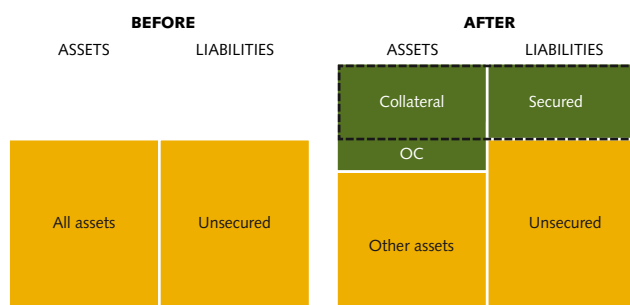 BEFORE
ASSETS
LIABILITIES
All assets
Unsecured
AFTER
ASSETS
LIABILITIES
Collateral
Secured
OC
Other assets
Unsecured